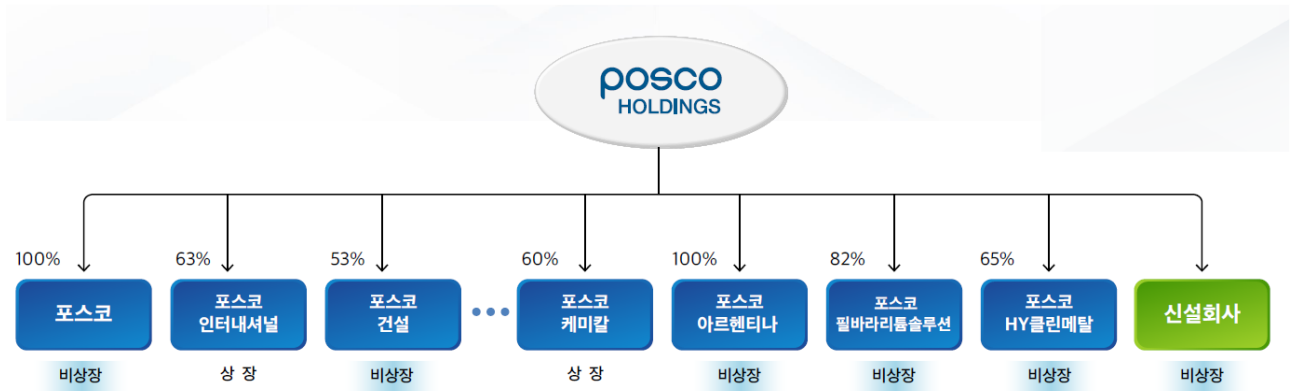 posco
HOLDINGS
100%
63%
53%
60%
100%
82%
65%
포스코
포스코
인터내셔널
포스코
건설
포스코
케미칼
포스코
아르헨티나
포스코
필바라리튬솔루션
포스코
HY클린메탈
신설회사
비상장
상 장
비상장
상 장
비상장
비상장
비상장
비상장